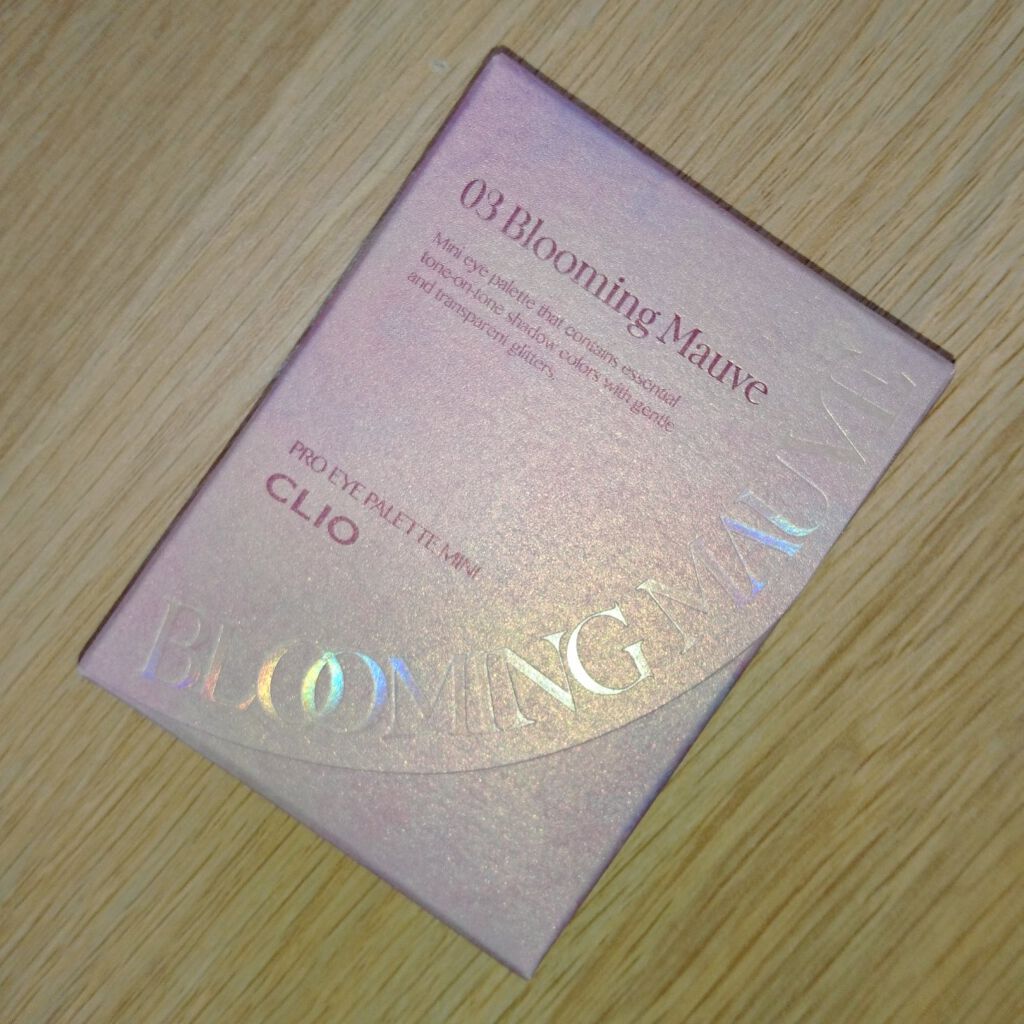 03 Blooming Mauve
Mini eye palette that contains essential
tone-on-tone shadow colors with gentle
and transparent glitters.
PRO EYE PALETTE MINI
CLIO
BLOOMING MAUVE